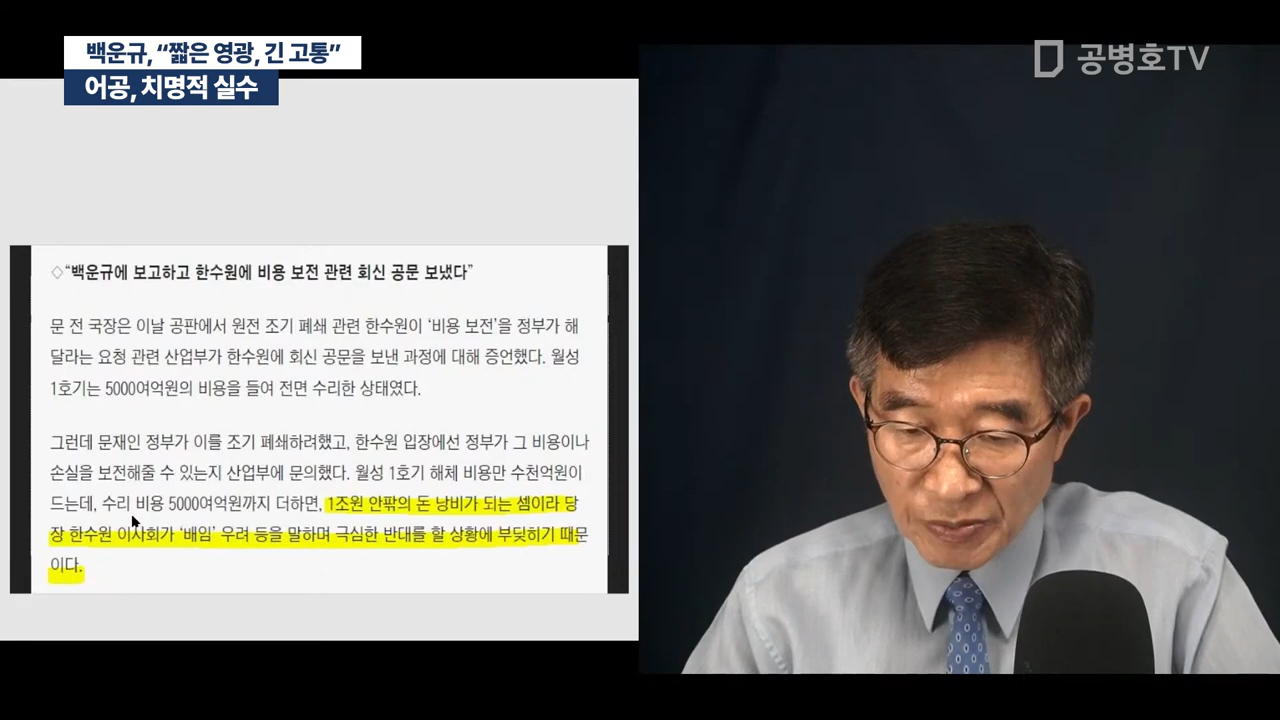 백운규, “짧은 영광, 긴 고통”
어공, 치명적 실수
공병호TV
◇“백운규에 보고하고 한수원에 비용 보전 관련 회신 공문 보냈다”
문 전 국장은 이날 공판에서 원전 조기 폐쇄 관련 한수원이 ‘비용 보전’을 정부가 해
달라는 요청 관련 산업부가 한수원에 회신 공문을 보낸 과정에 대해 증언했다. 월성
1호기는 5000여억원의 비용을 들여 전면 수리한 상태였다.
그런데 문재인 정부가 이를 조기 폐쇄하려했고, 한수원 입장에선 정부가 그 비용이나
손실을 보전해줄 수 있는지 산업부에 문의했다. 월성 1호기 해체 비용만 수천억원이
드는데, 수리 비용 5000여억원까지 더하면, 1조원 안팎의 돈 낭비가 되는 셈이라 당
장 한수원 이사회가 ‘배임’ 우려 등을 말하며 극심한 반대를 할 상황에 부딪히기 때문
이다.